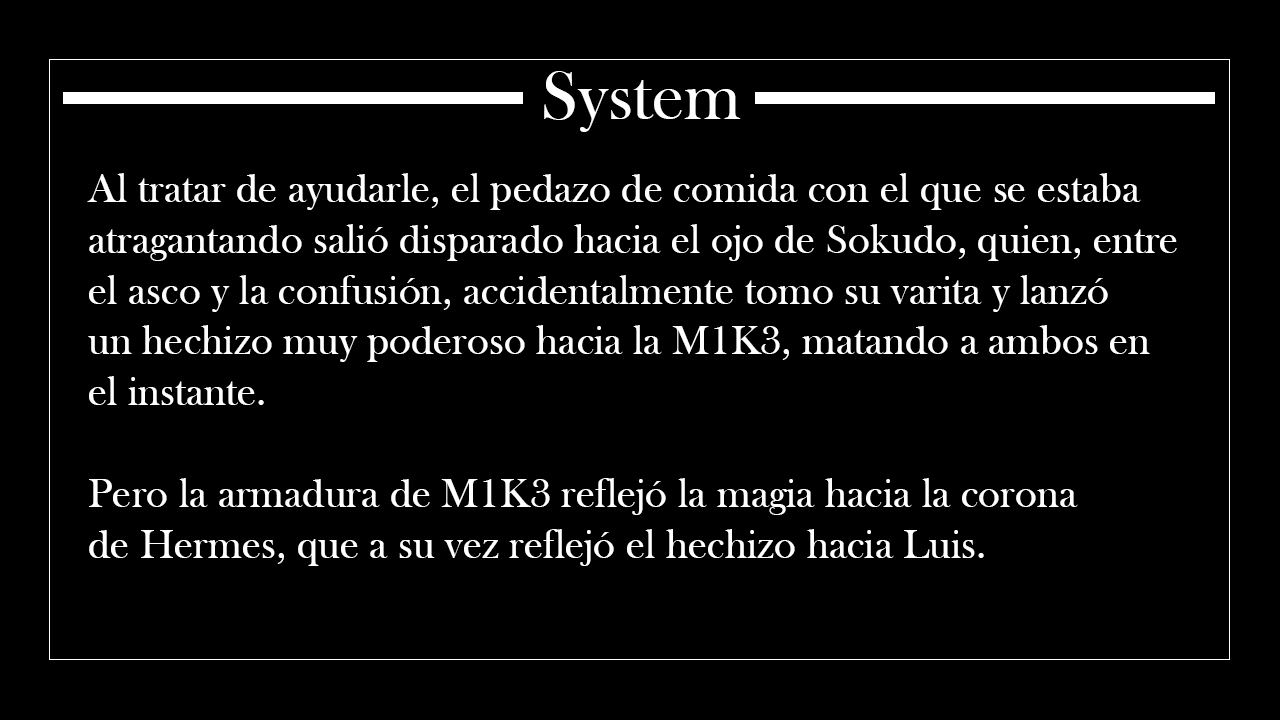 System
Al tratar de ayudarle, el pedazo de comida con el que se estaba
atragantando salió disparado hacia el ojo de Sokudo, quien, entre
el asco y la confusión, accidentalmente tomo su varita y lanzó
un hechizo muy poderoso hacia la M1K3, matando a ambos en
el instante.
Pero la armadura de M1K3 reflejó la magia hacia la corona
de Hermes, que a su vez reflejó el hechizo hacia Luis.